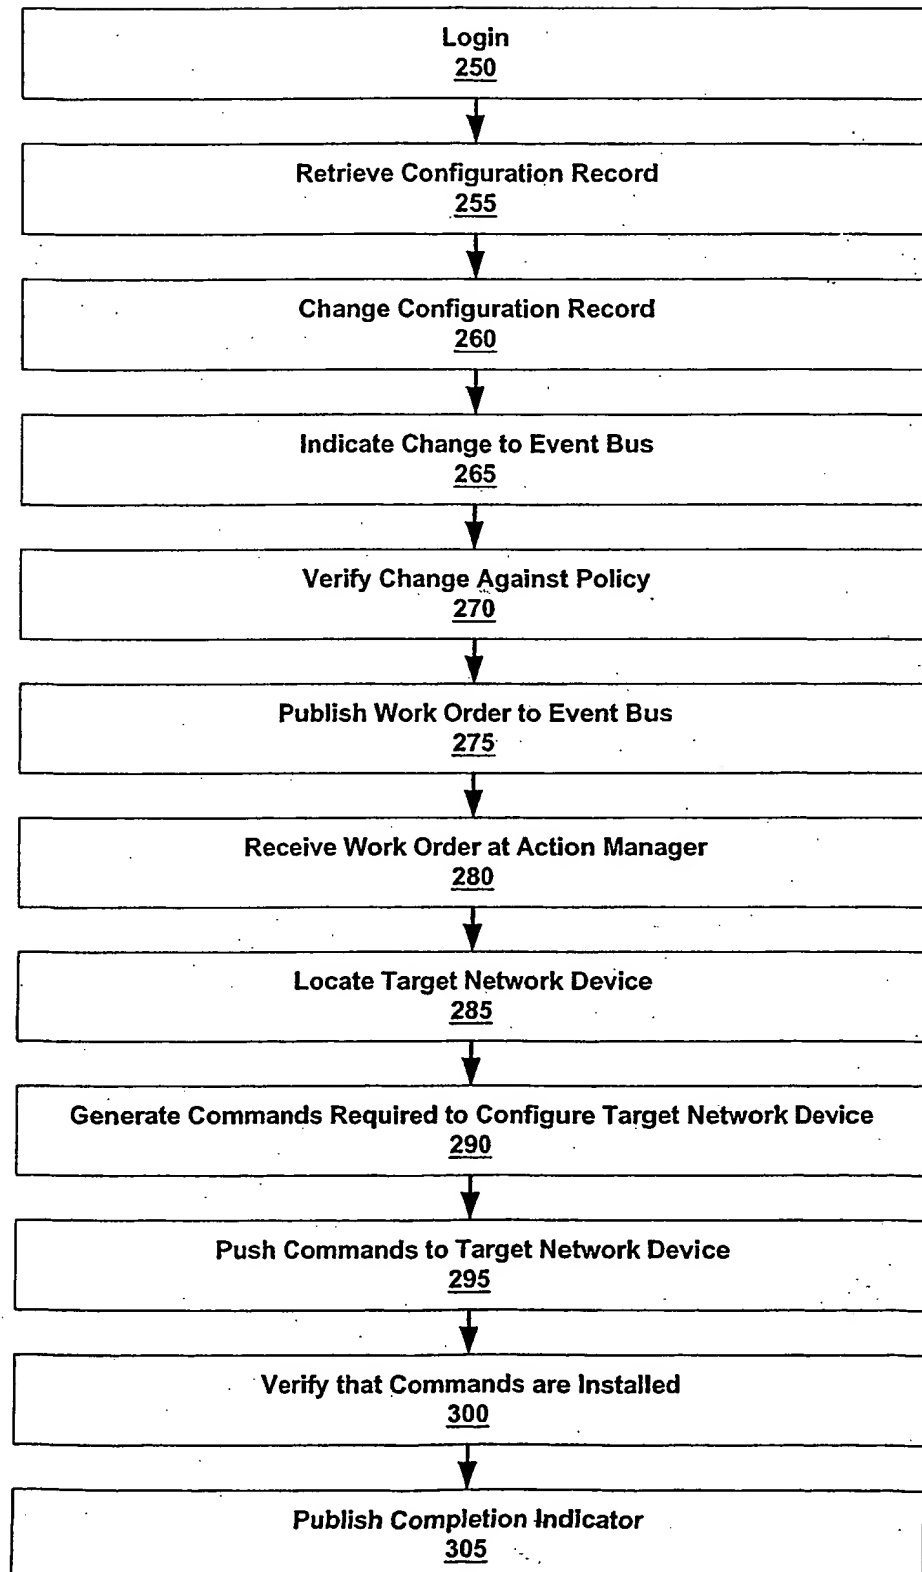 Login
250
Retrieve Configuration Record
255
Change Configuration Record
260
Indicate Change to Event Bus
265
Verify Change Against Policy
270
Publish Work Order to Event Bus
275
Receive Work Order at Action Manager
280
Locate Target Network Device
285
Generate Commands Required to Configure Target Network Device
290
Push Commands to Target Network Device
295
Verify that Commands are Installed
300
Publish Completion Indicator
305